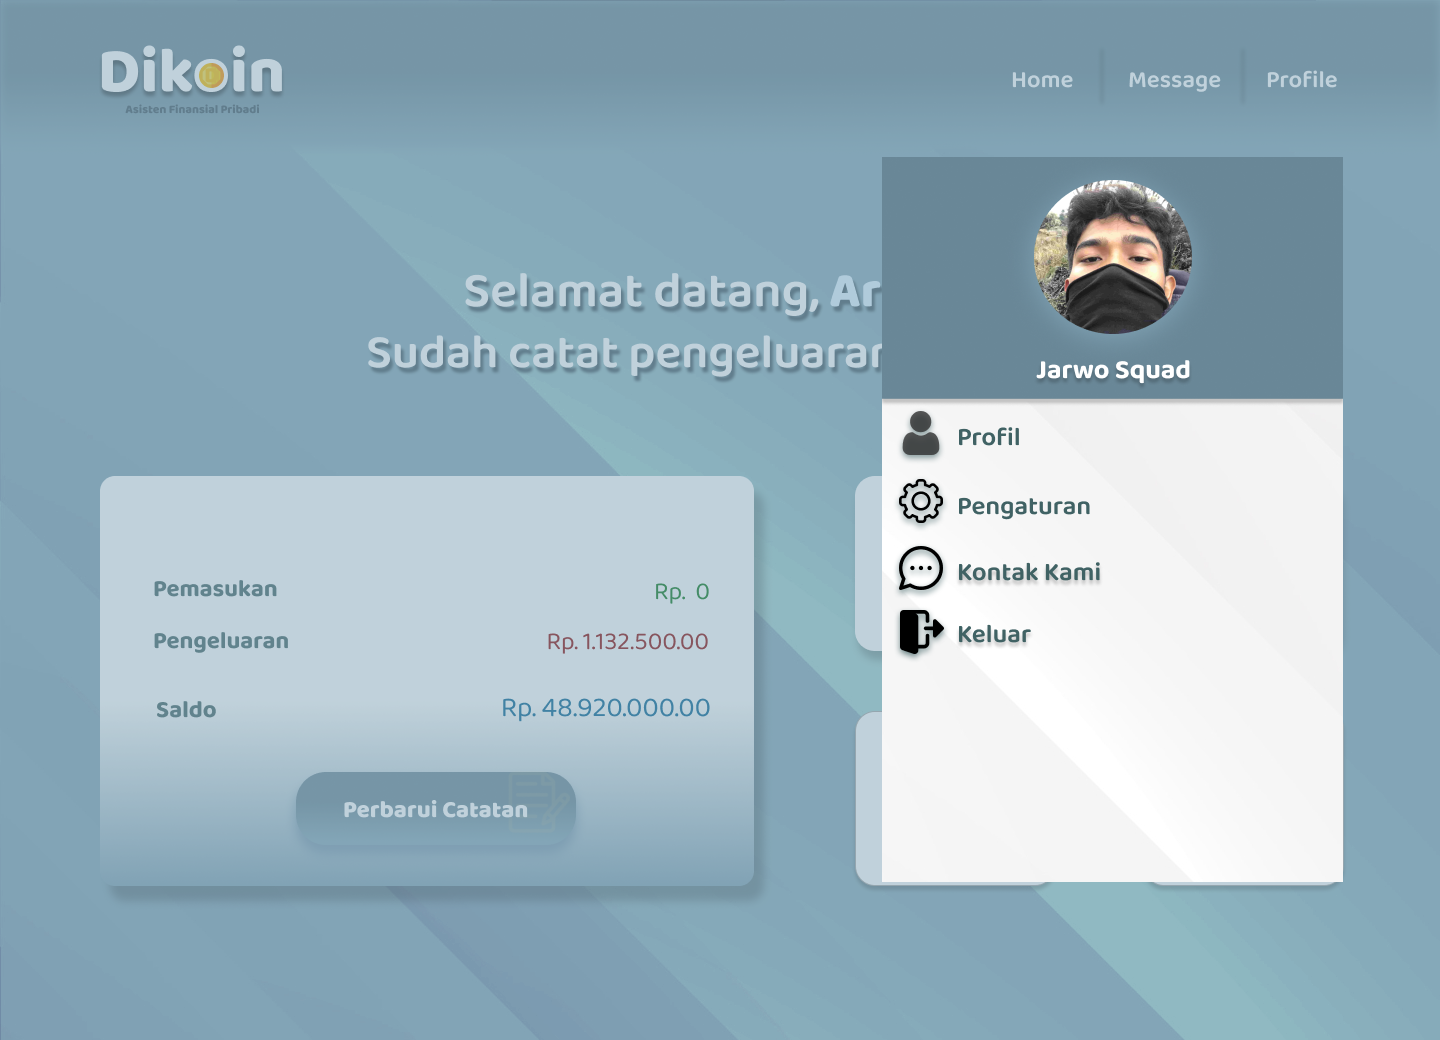 Dikoin
Asisten Finansial Pribadi
Home
Message
Profile
Selamat datang, Ar
Sudah catat pengeluaran
Jarwo Squad
Profil
Pengaturan
Kontak Kami
Keluar
Pemasukan
Rp. 0
Pengeluaran
Rp. 1.132.500.00
Saldo
Rp. 48.920.000.00
Perbarui Catatan